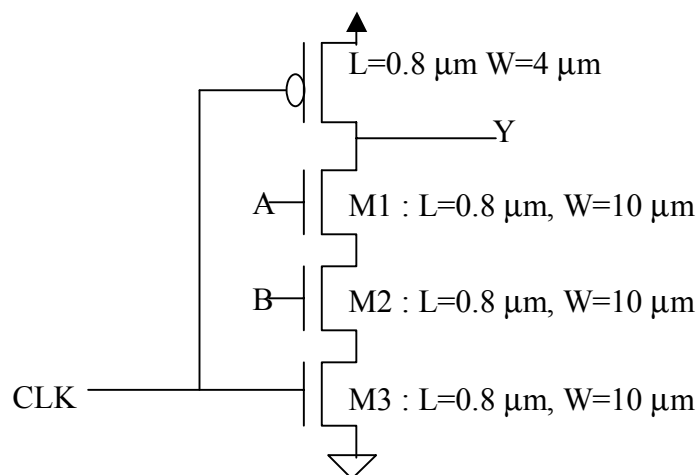 L=0.8 μm W=4 μm
Y
A
M1 : L=0.8 μm, W=10 μm
B
M2 : L=0.8 μm, W=10 μm
CLK
M3 : L=0.8 μm, W=10 μm